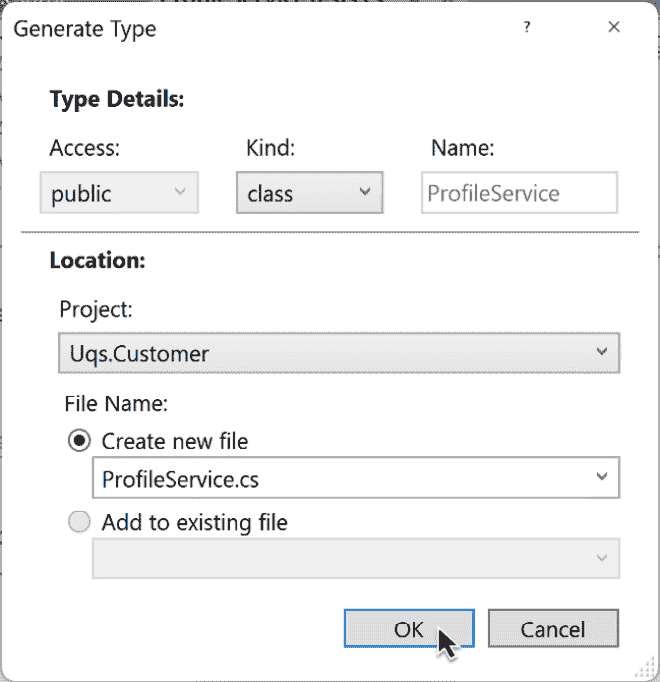 Generate Type ? ×
Type Details:
Access: Kind: Name:
public class ProfileService
Location:
Project:
Uqs.Customer
File Name:
Create new file
ProfileService.cs
Add to existing file
OK Cancel